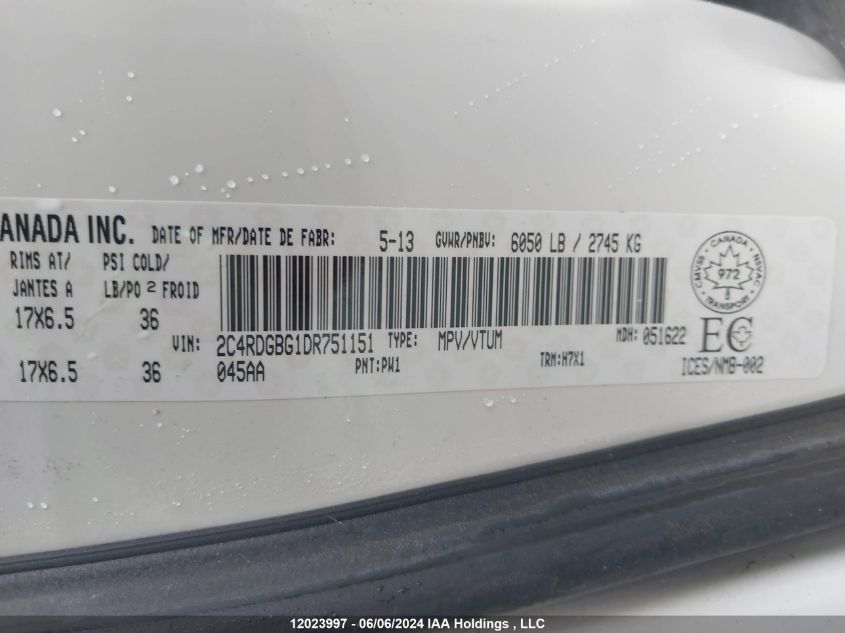 ANADA INC. DATE OF MFR/DATE DE FABR: 5-13 GVWR/PNBV: 6050 LB / 2745 KG
RIMS AT/ PSI COLD/
JANTES A LB/PO 2 FROID
17X6.5 36
VIN: 2C4RDGBG1DR751151 TYPE: MPV/VTUM MDH: 051622
17X6.5 36 045AA PNT:PW1 TRM:H7X1
CANADA
CMVSS NSVAC
972
TRANSPORT
EC
ICES/NMB-002
12023997 - 06/06/2024 IAA Holdings , LLC